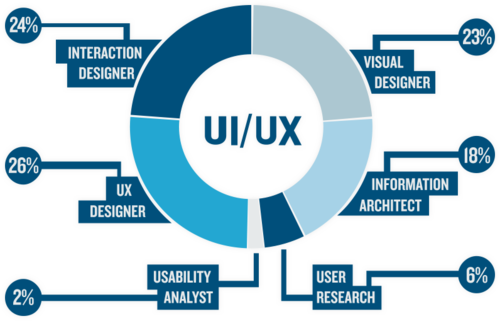 24%
INTERACTION
DESIGNER
23%
VISUAL
DESIGNER
UI/UX
26%
UX
DESIGNER
18%
INFORMATION
ARCHITECT
2%
USABILITY
ANALYST
USER
RESEARCH
6%